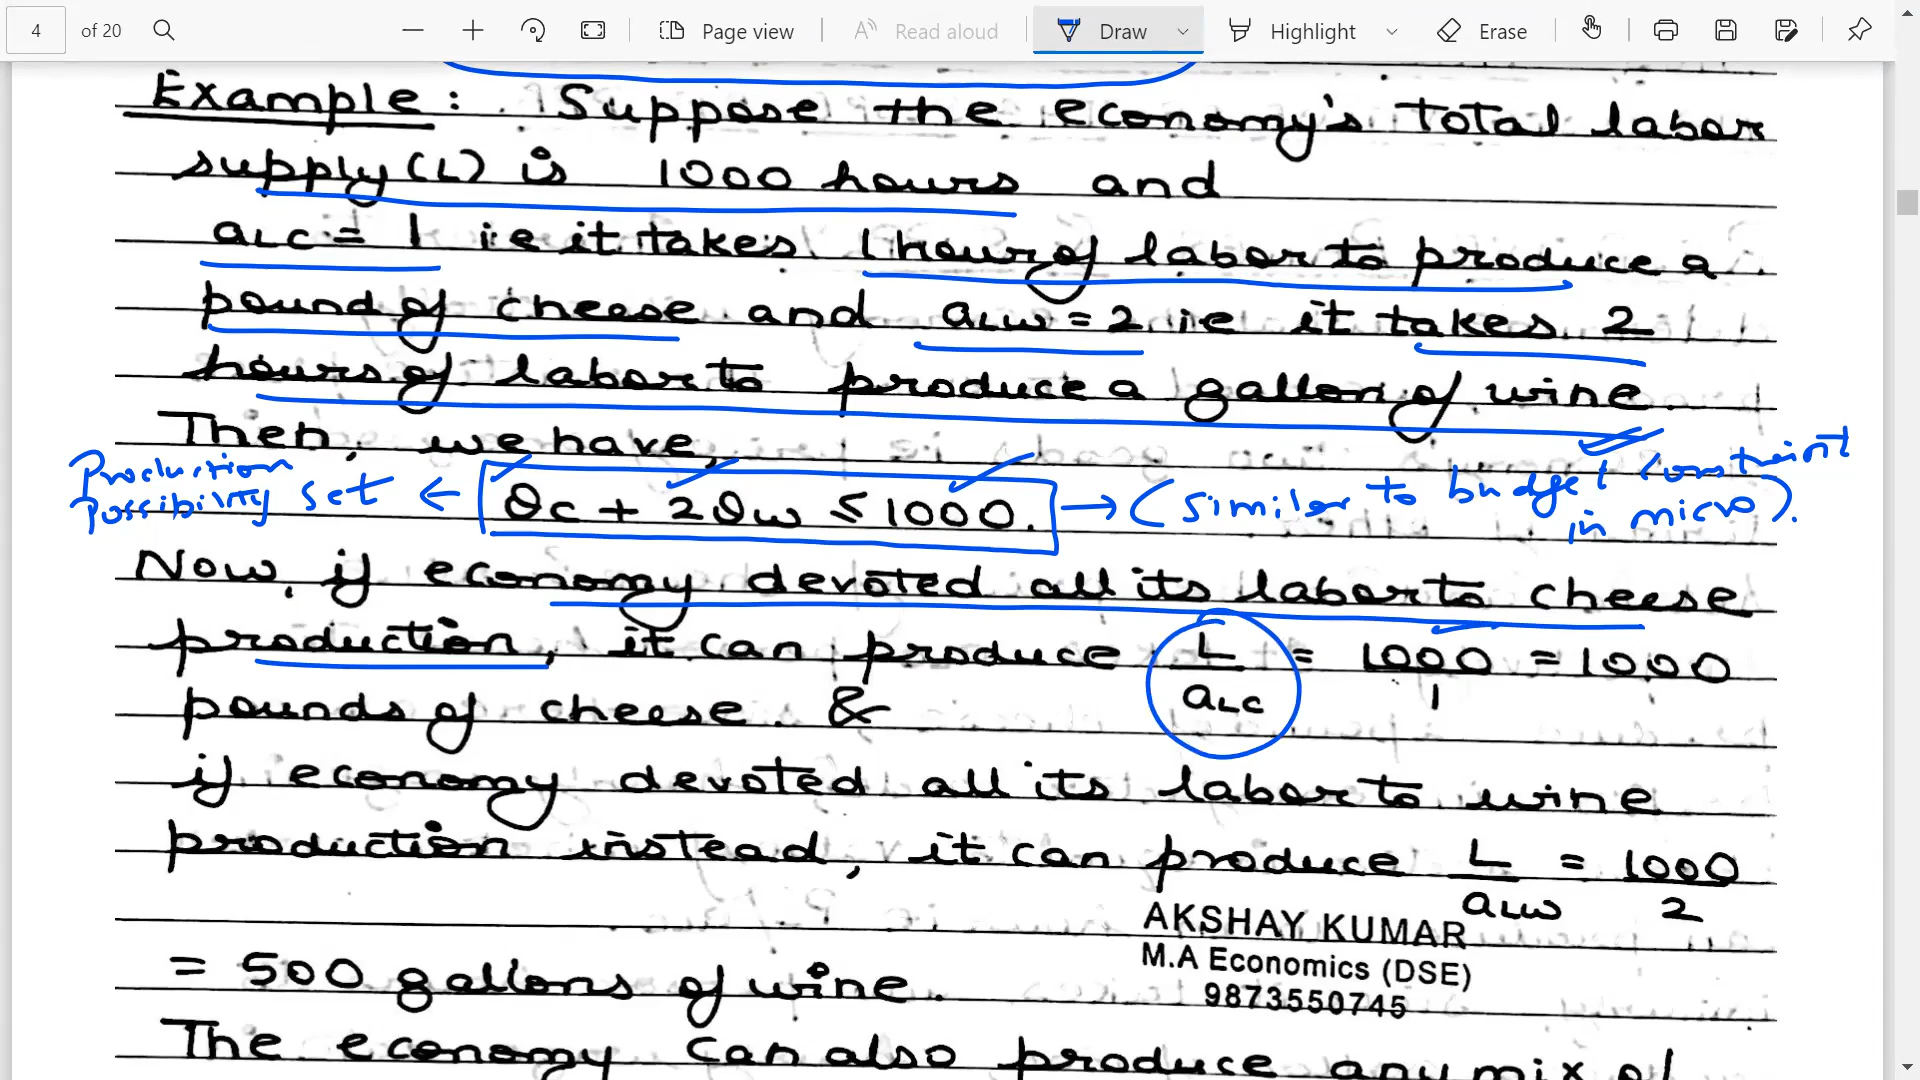 4 of 20 Page view Read aloud Draw Highlight Erase
Example: Suppose the economy's total labor
supply (L) is 1000 hours and
aLC = 1 ie it takes 1 hour of labor to produce a
pound of cheese and aLW = 2 ie it takes 2
hours of labor to produce a gallon of wine.
Then, we have,
Production
Possibility set ← QC + 2QW ≤ 1000. → (similar to budget constraint
in micro).
Now, if economy devoted all its labor to cheese
production, it can produce L/aLC = 1000/1 = 1000
pounds of cheese. &
if economy devoted all its labor to wine
production instead, it can produce L/aLW = 1000/2
AKSHAY KUMAR
M.A Economics (DSE)
9873550745
= 500 gallons of wine.
The economy can also produce any mix of